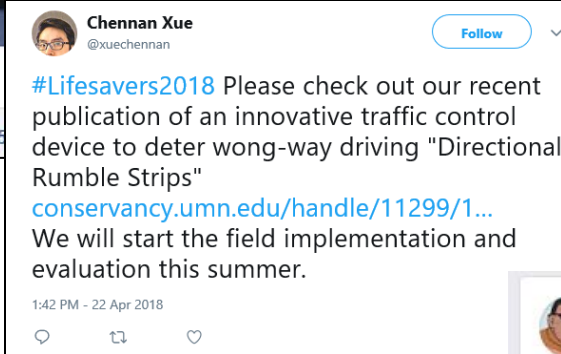 Chennan Xue
@xuechennan
Follow
#Lifesavers2018 Please check out our recent
publication of an innovative traffic control
device to deter wong-way driving "Directional
Rumble Strips"
conservancy.umn.edu/handle/11299/1...
We will start the field implementation and
evaluation this summer.
1:42 PM - 22 Apr 2018